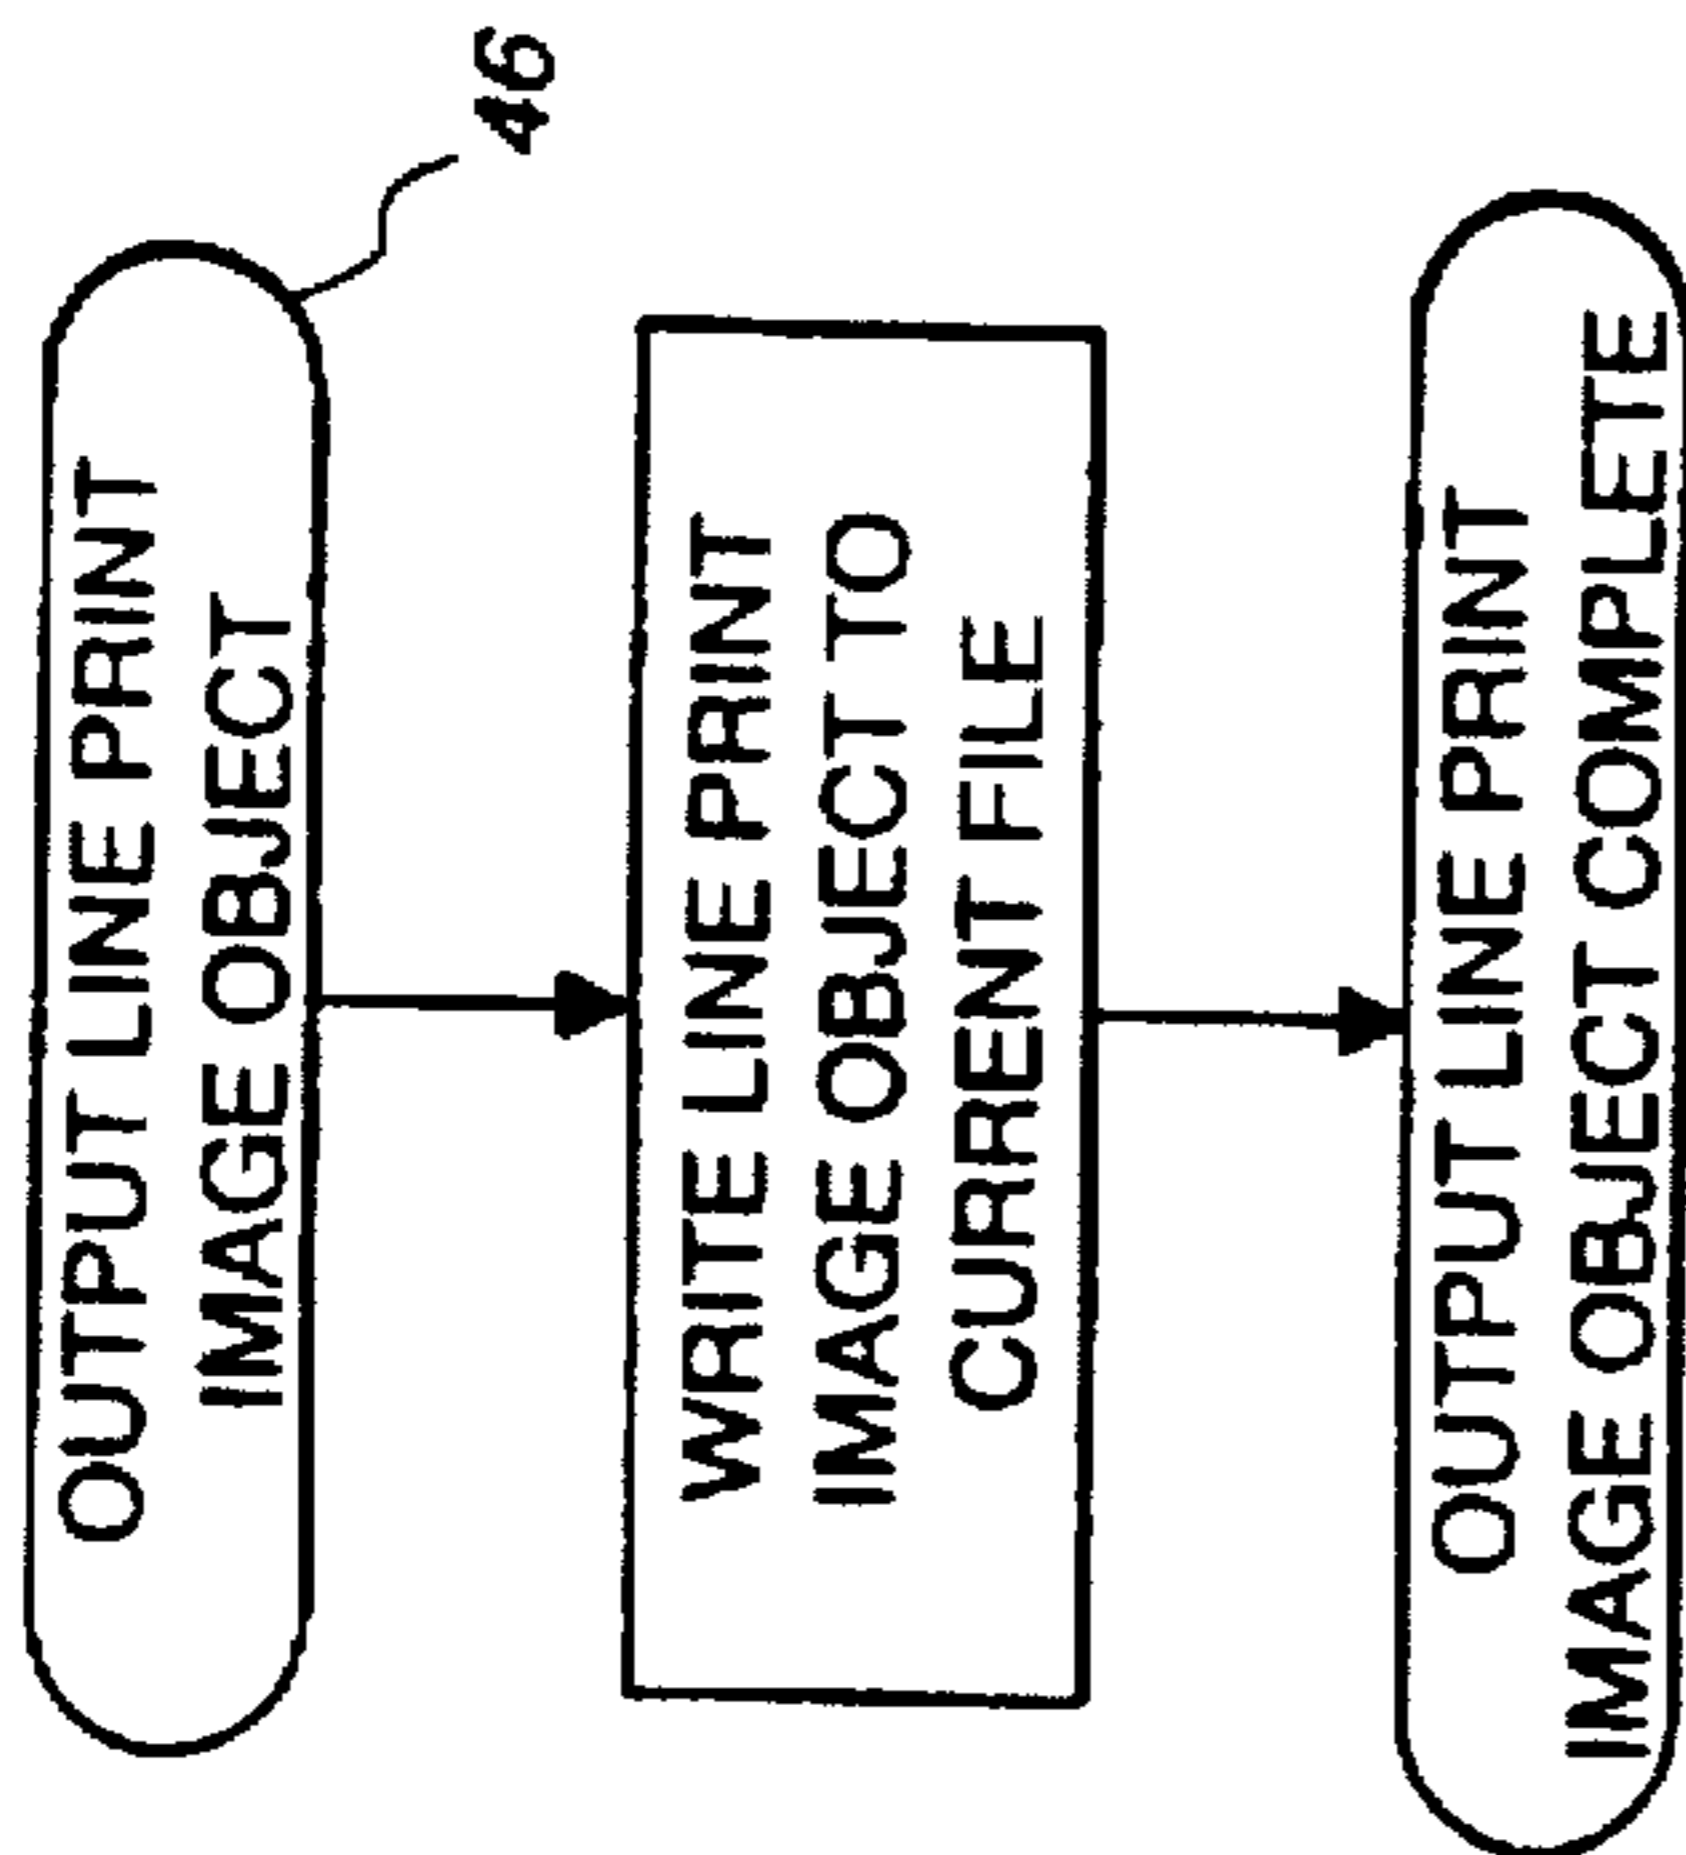 OUTPUT LINE PRINT
IMAGE OBJECT
46
WRITE LINE PRINT
IMAGE OBJECT TO
CURRENT FILE
OUTPUT LINE PRINT
IMAGE OBJECT COMPLETE